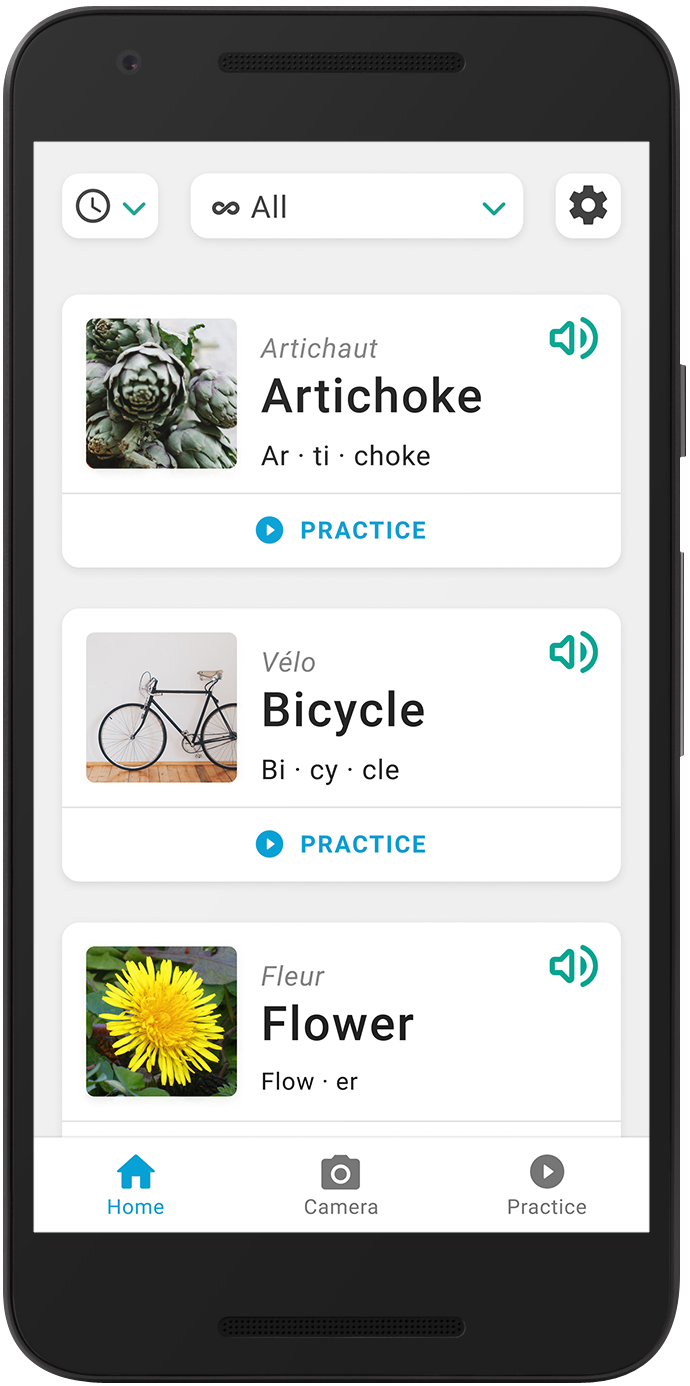 All
Artichaut
Artichoke
Ar · ti · choke
PRACTICE
Vélo
Bicycle
Bi · cy · cle
PRACTICE
Fleur
Flower
Flow · er
Home
Camera
Practice